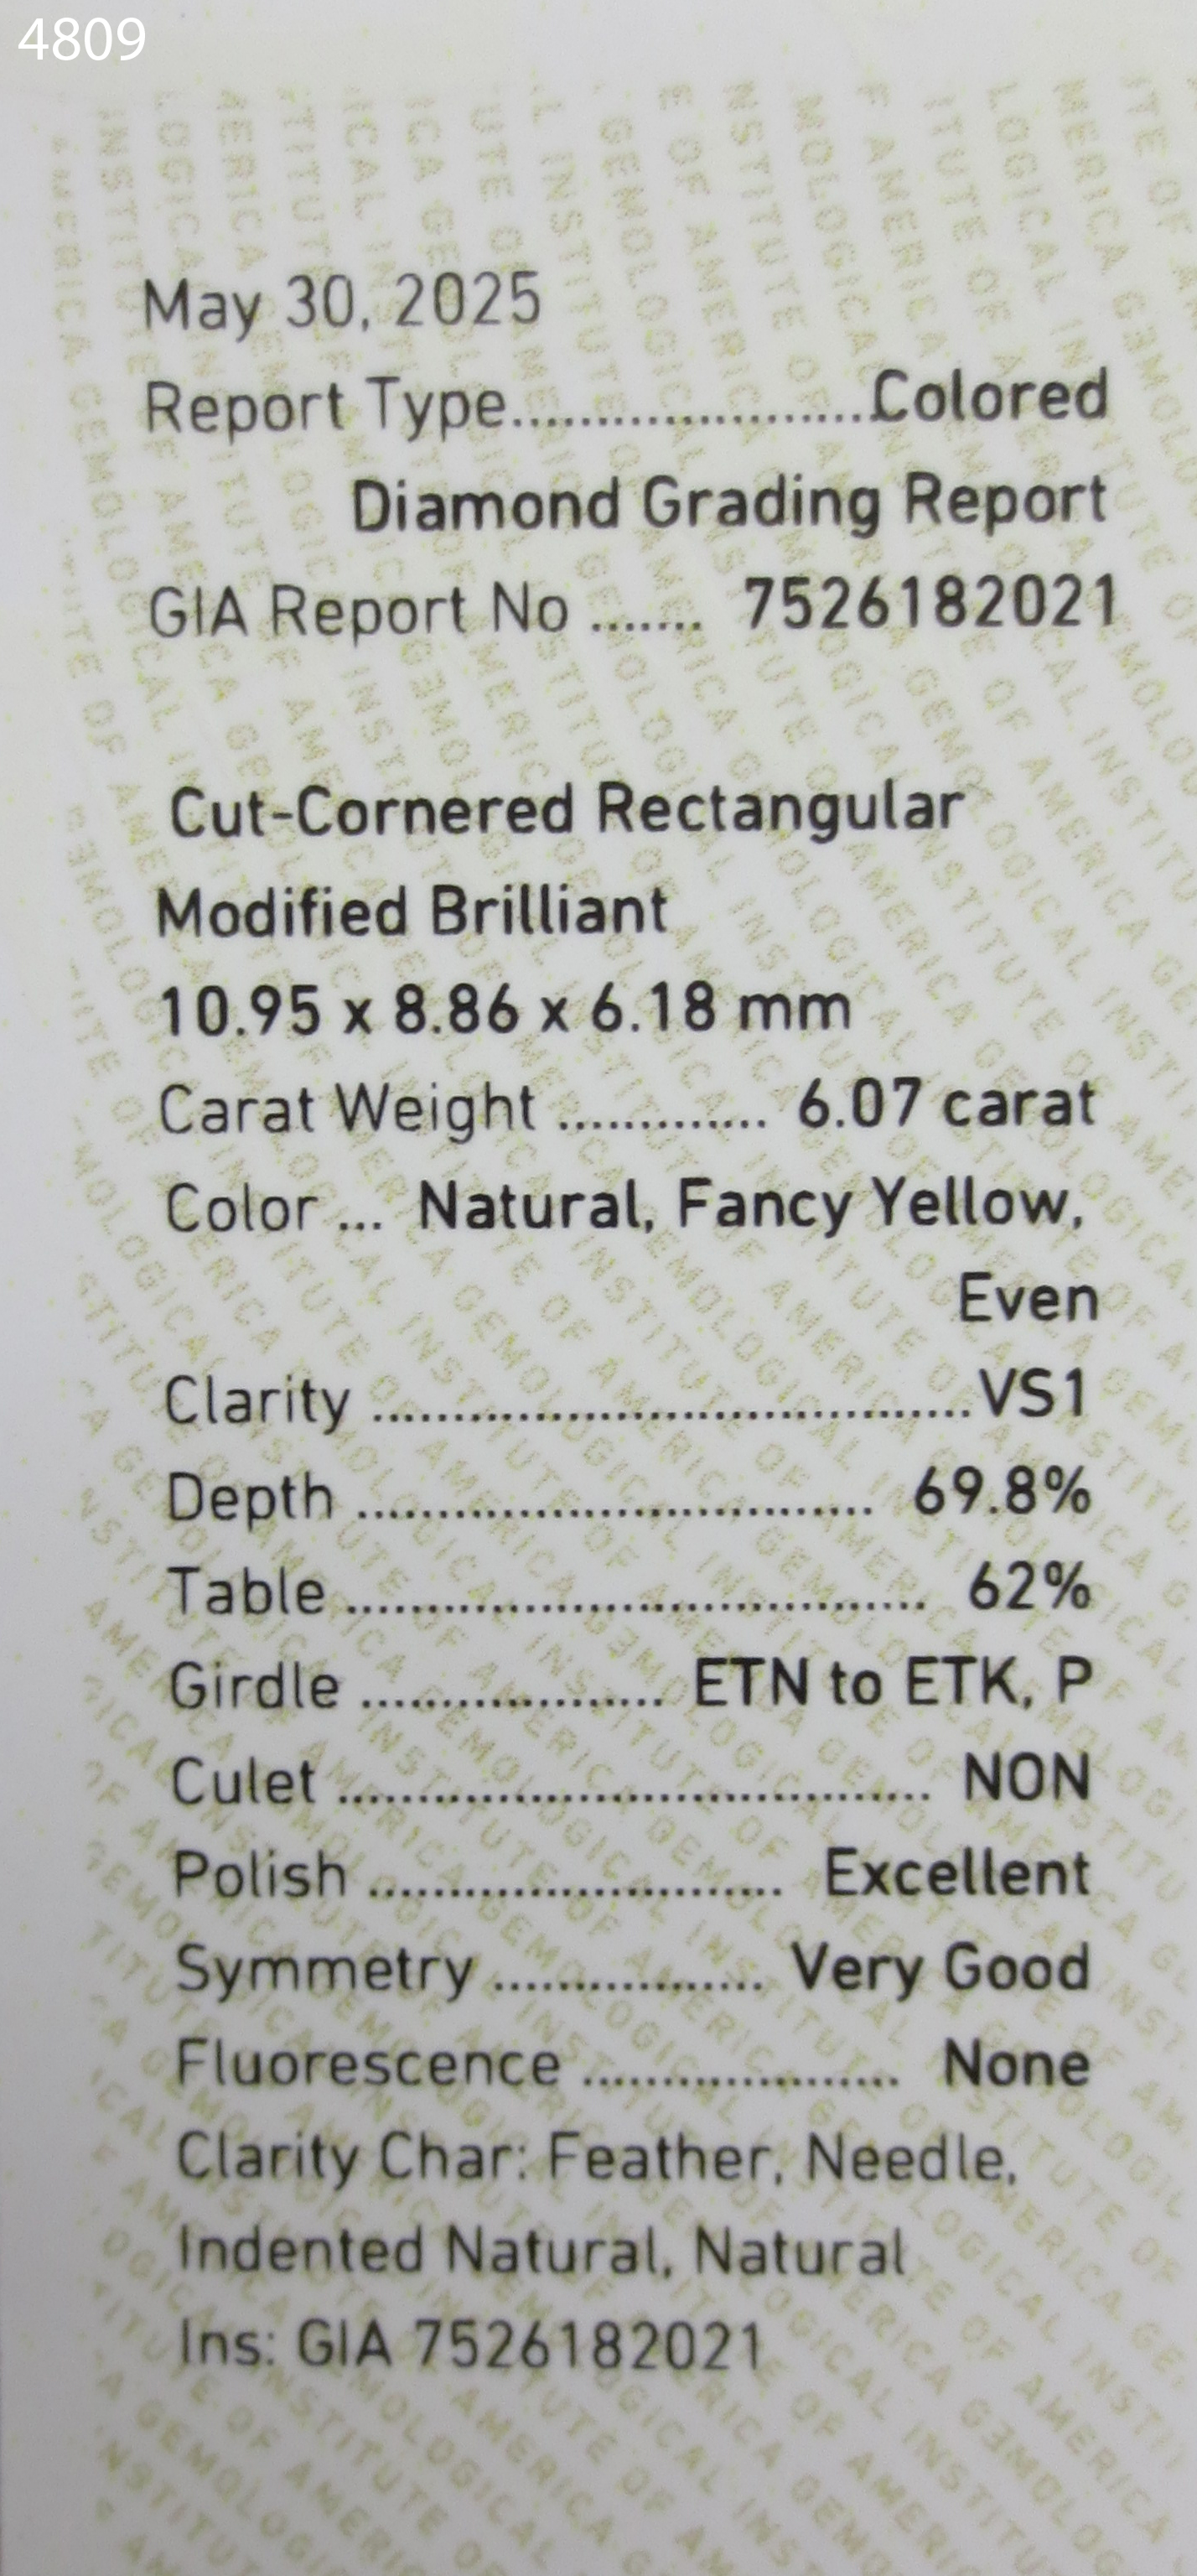 4809
May 30, 2025
Report Type......................Colored
Diamond Grading Report
GIA Report No ....... 7526182021
Cut-Cornered Rectangular
Modified Brilliant
10.95 x 8.86 x 6.18 mm
Carat Weight ............. 6.07 carat
Color ... Natural, Fancy Yellow,
Even
Clarity ......................................VS1
Depth ................................. 69.8%
Table ..................................... 62%
Girdle ................... ETN to ETK, P
Culet ...................................... NON
Polish .......................... Excellent
Symmetry ................. Very Good
Fluorescence .................... None
Clarity Char: Feather, Needle,
Indented Natural, Natural
Ins: GIA 7526182021